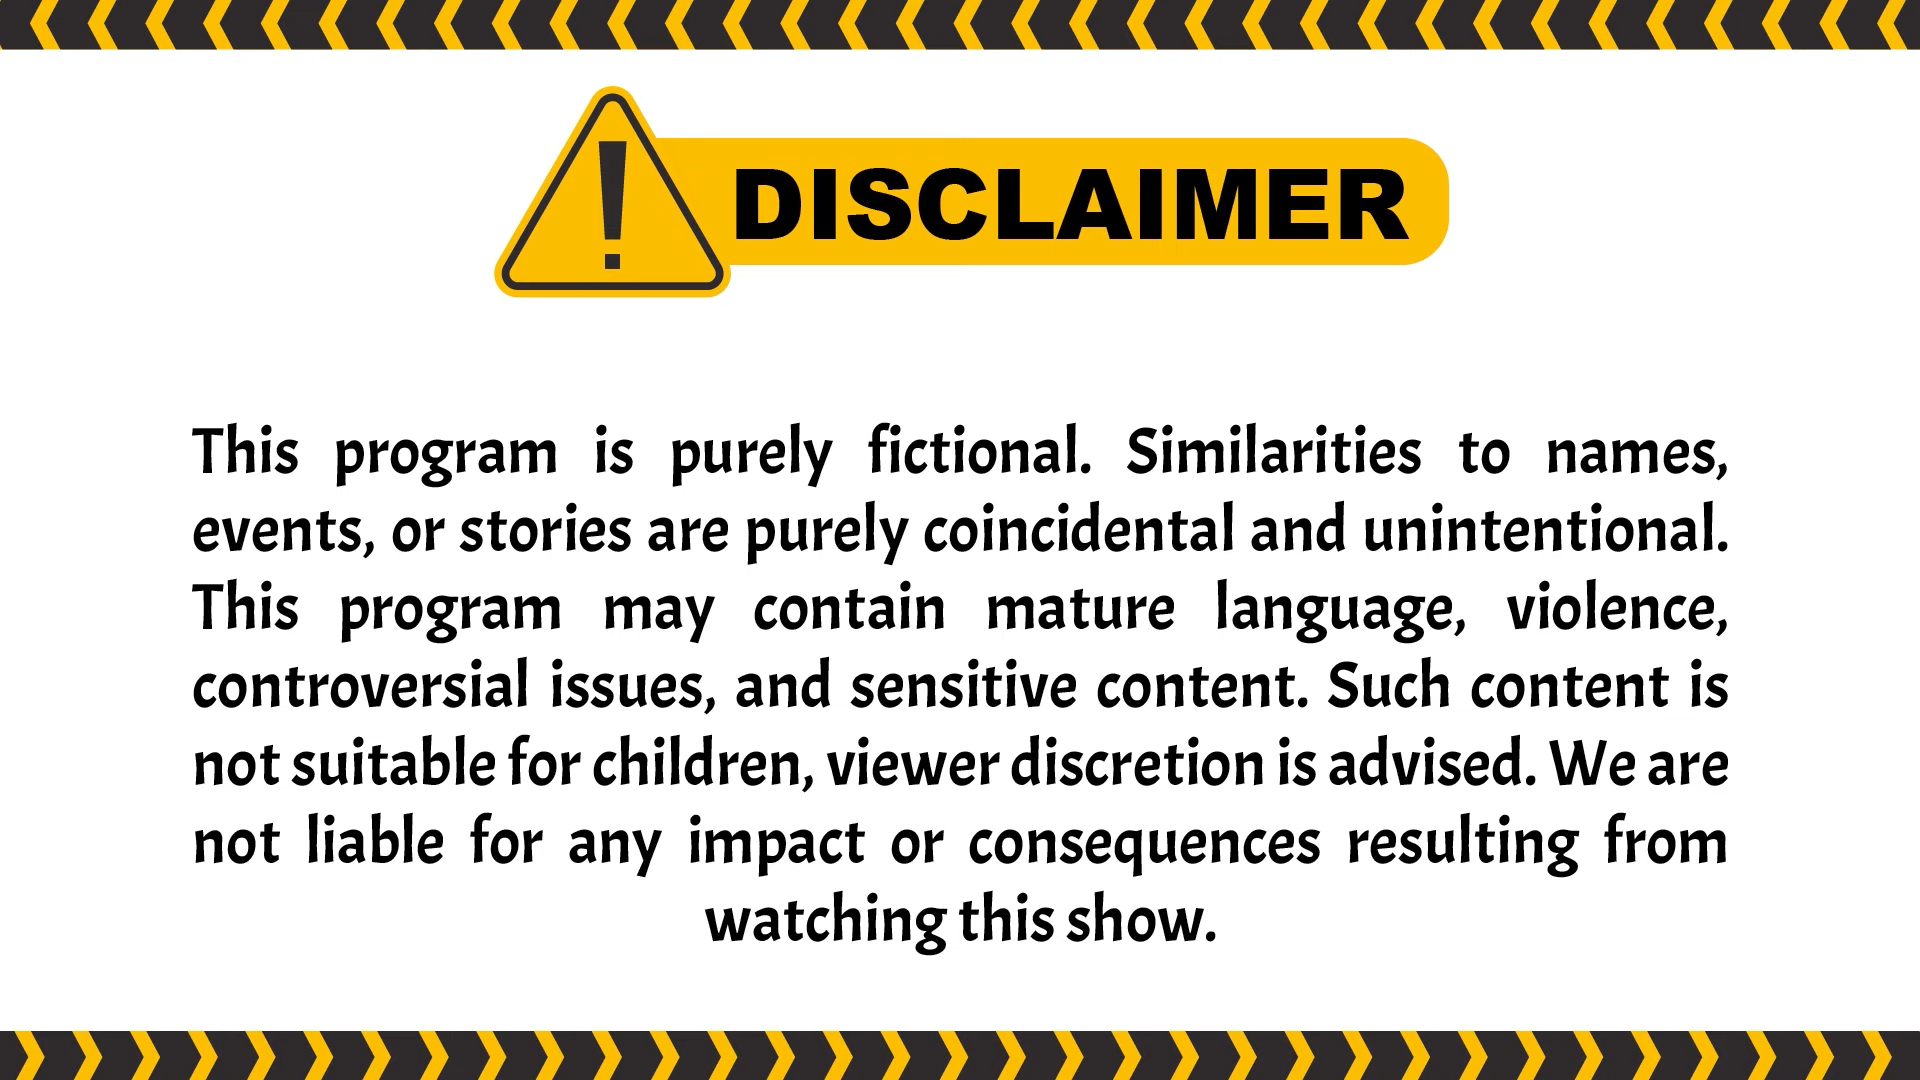 DISCLAIMER
This program is purely fictional. Similarities to names,
events, or stories are purely coincidental and unintentional.
This program may contain mature language, violence,
controversial issues, and sensitive content. Such content is
not suitable for children, viewer discretion is advised. We are
not liable for any impact or consequences resulting from
watching this show.